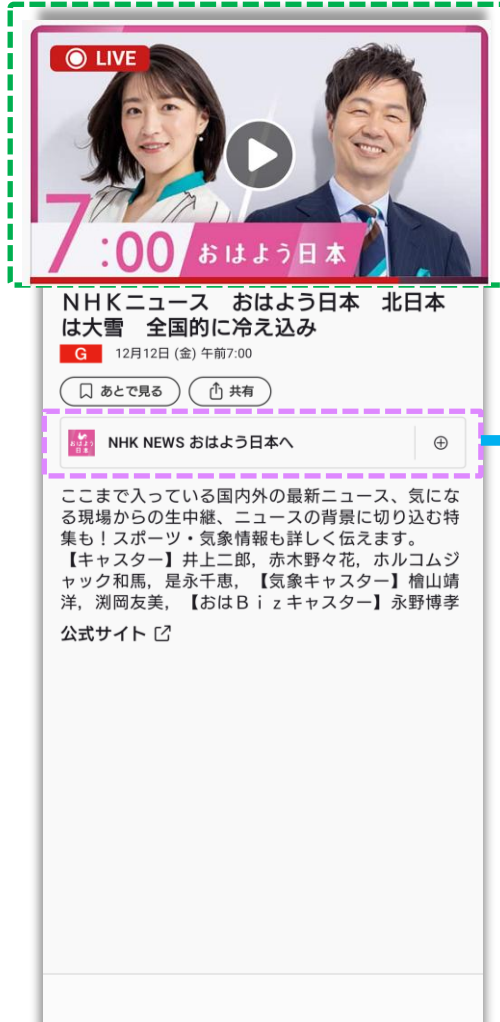 LIVE
7:00 おはよう日本
NHKニュース　おはよう日本　北日本
は大雪　全国的に冷え込み
G 12月12日 (金) 午前7:00
あとで見る 共有
おはよう
日本
NHK NEWS おはよう日本へ
ここまで入っている国内外の最新ニュース、気にな
る現場からの生中継、ニュースの背景に切り込む特
集も！スポーツ・気象情報も詳しく伝えます。
【キャスター】井上二郎，赤木野々花，ホルコムジ
ャック和馬，是永千恵，【気象キャスター】檜山靖
洋，渕岡友美，【おはＢｉｚキャスター】永野博孝
公式サイト